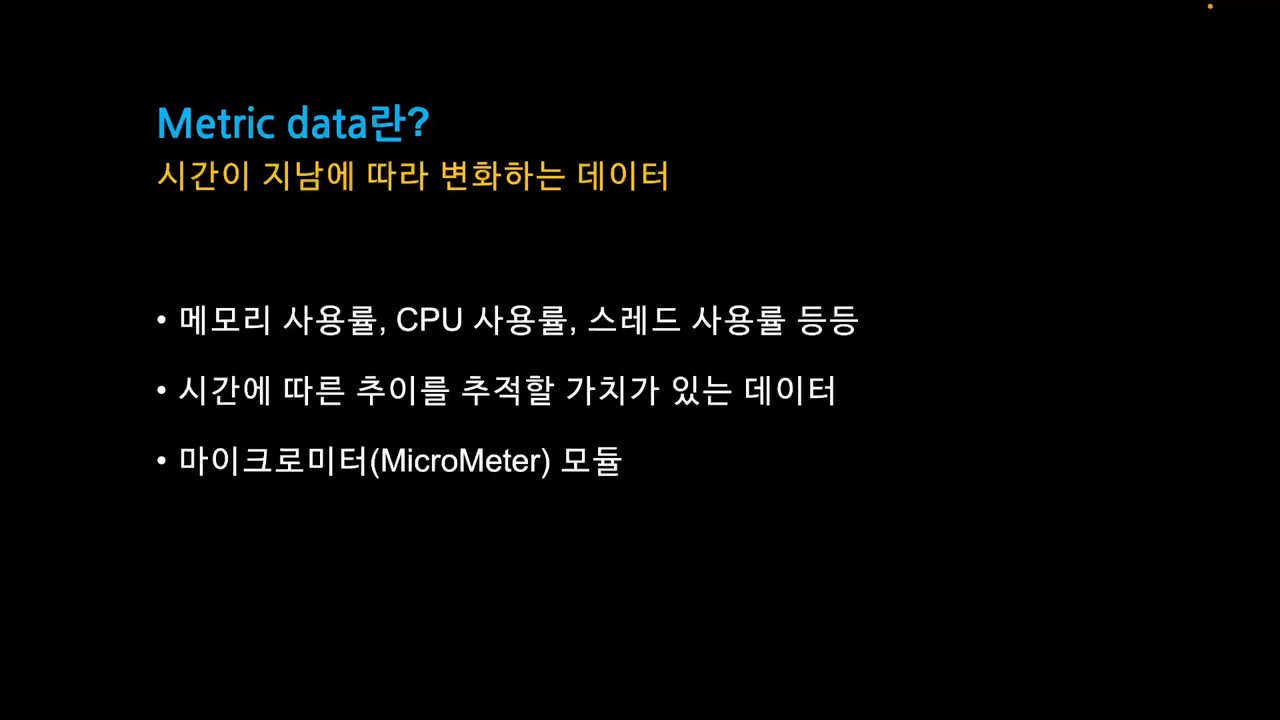 Metric data란?
시간이 지남에 따라 변화하는 데이터
• 메모리 사용률, CPU 사용률, 스레드 사용률 등등
• 시간에 따른 추이를 추적할 가치가 있는 데이터
• 마이크로미터(MicroMeter) 모듈